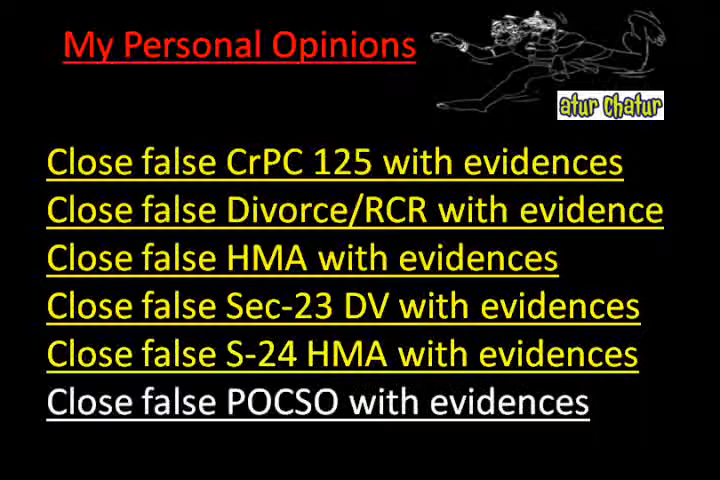 My Personal Opinions
atur chatur
Close false CrPC 125 with evidences
Close false Divorce/RCR with evidence
Close false HMA with evidences
Close false Sec-23 DV with evidences
Close false S-24 HMA with evidences
Close false POCSO with evidences